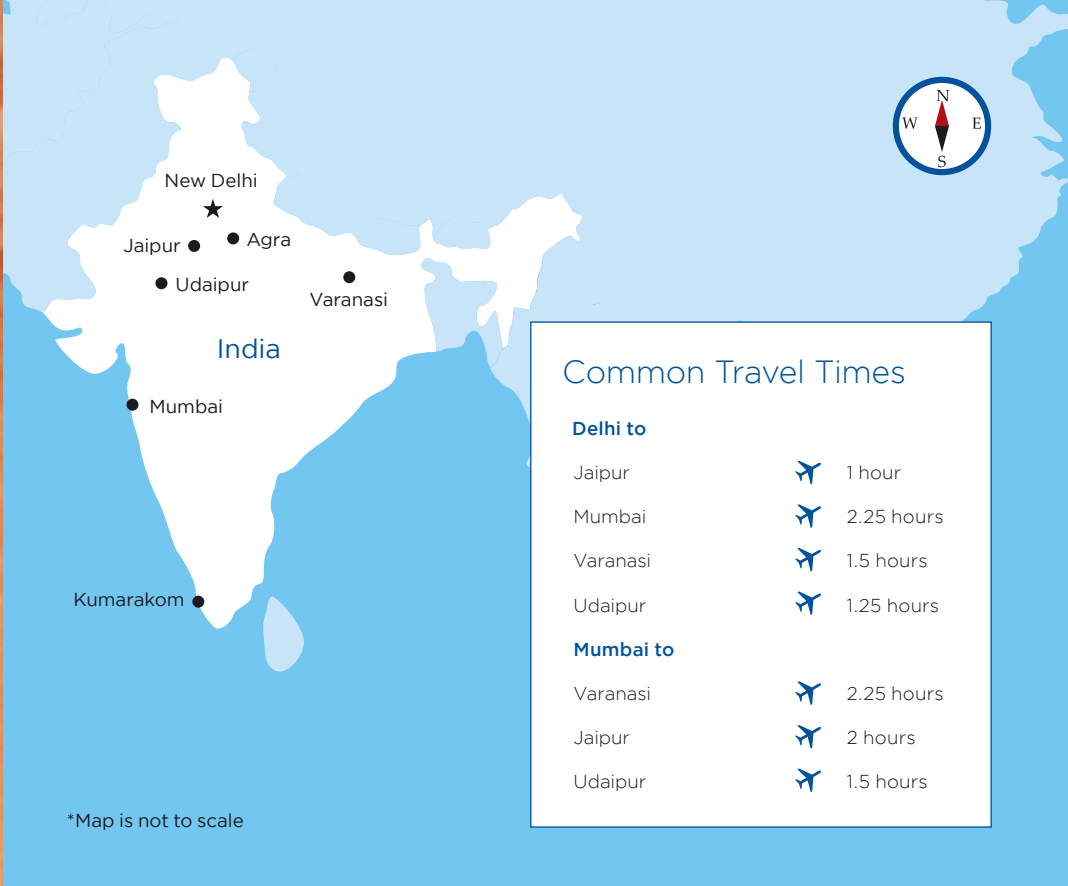 N
W E
S
New Delhi
Jaipur
Agra
Udaipur
Varanasi
India
Mumbai
Kumarakom
*Map is not to scale
Common Travel Times
Delhi to
Jaipur 1 hour
Mumbai 2.25 hours
Varanasi 1.5 hours
Udaipur 1.25 hours
Mumbai to
Varanasi 2.25 hours
Jaipur 2 hours
Udaipur 1.5 hours